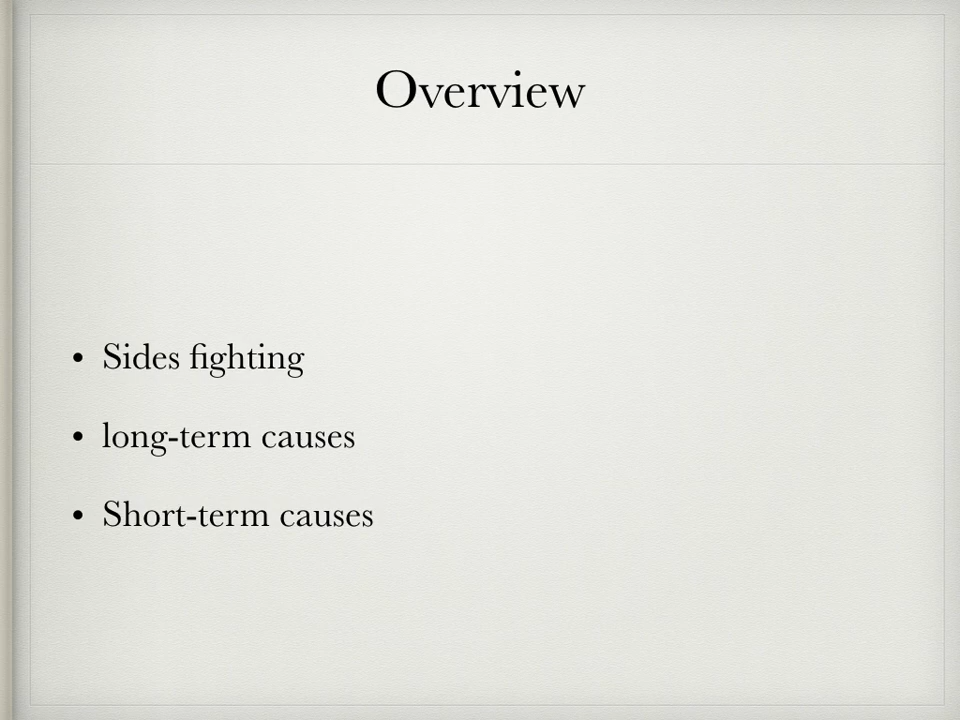 Overview
• Sides fighting
• long-term causes
• Short-term causes